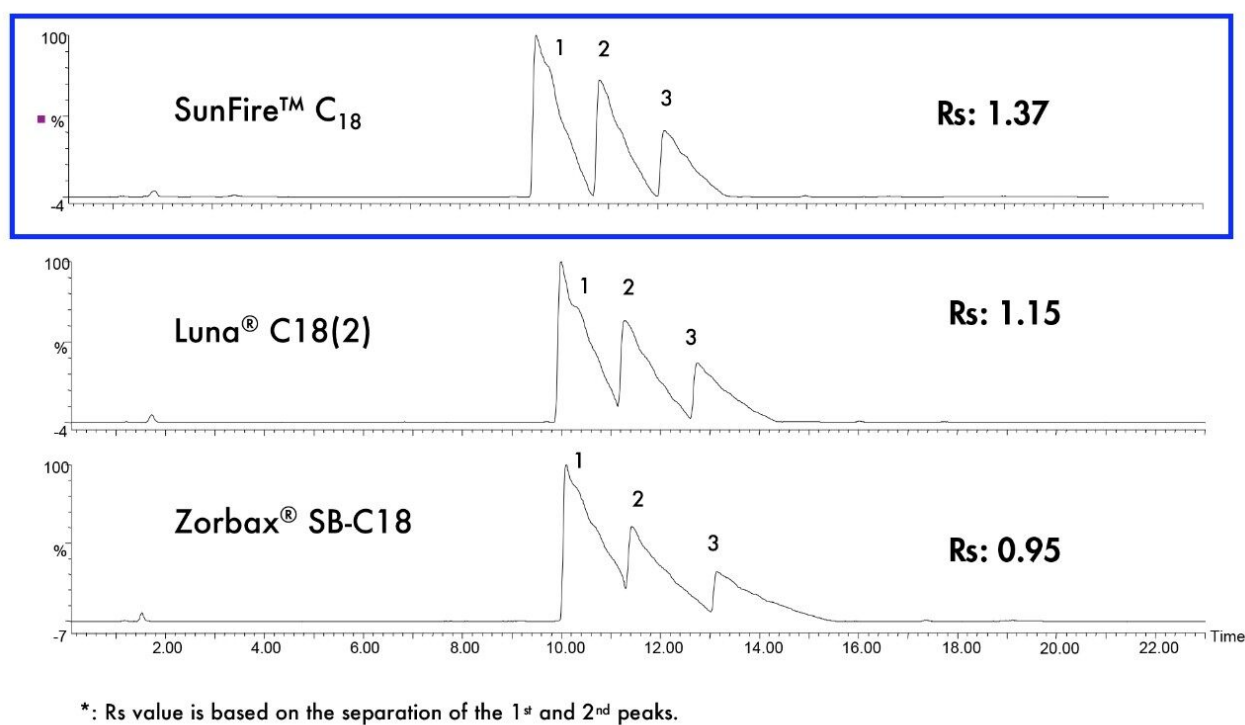 100
1
2
3
SunFire™ C18
Rs: 1.37
%
-4
100
1
2
3
Luna® C18(2)
Rs: 1.15
%
-4
100
1
2
3
Zorbax® SB-C18
Rs: 0.95
%
-7
2.00 4.00 6.00 8.00 10.00 12.00 14.00 16.00 18.00 20.00 22.00 Time
*: Rs value is based on the separation of the 1st and 2nd peaks.